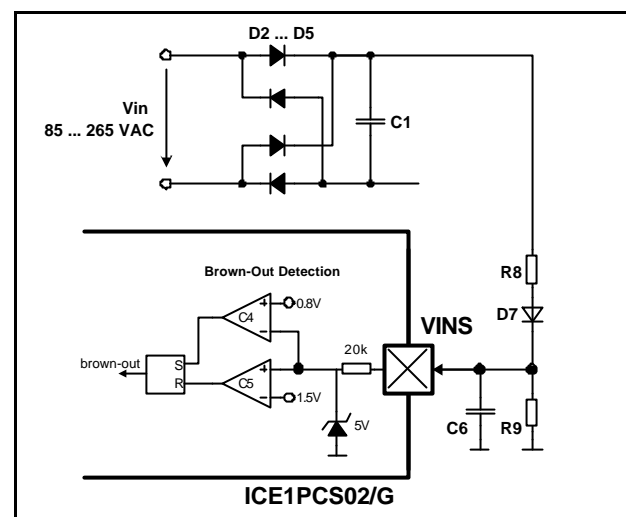 D2 ... D5
Vin
85 ... 265 VAC
C1
R8
Brown-Out Detection
D7
VINS
C4
0.8V
20k
brown-out
S
R
C5
1.5V
5V
C6
R9
ICE1PCS02/G